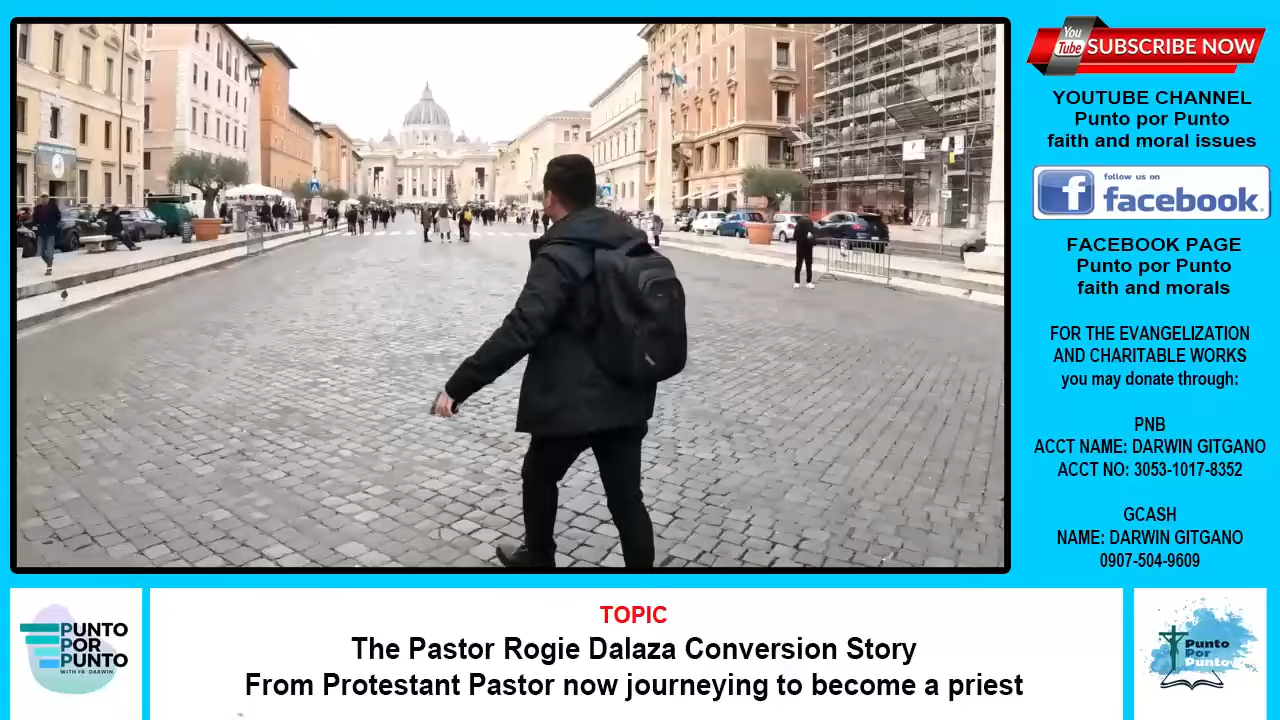 You
Tube
SUBSCRIBE NOW
YOUTUBE CHANNEL
Punto por Punto
faith and moral issues
follow us on
facebook
FACEBOOK PAGE
Punto por Punto
faith and morals
FOR THE EVANGELIZATION
AND CHARITABLE WORKS
you may donate through:
PNB
ACCT NAME: DARWIN GITGANO
ACCT NO: 3053-1017-8352
GCASH
NAME: DARWIN GITGANO
0907-504-9609
PUNTO
POR
PUNTO
WITH FR. DARWIN
TOPIC
The Pastor Rogie Dalaza Conversion Story
From Protestant Pastor now journeying to become a priest
Punto
Por
Punto